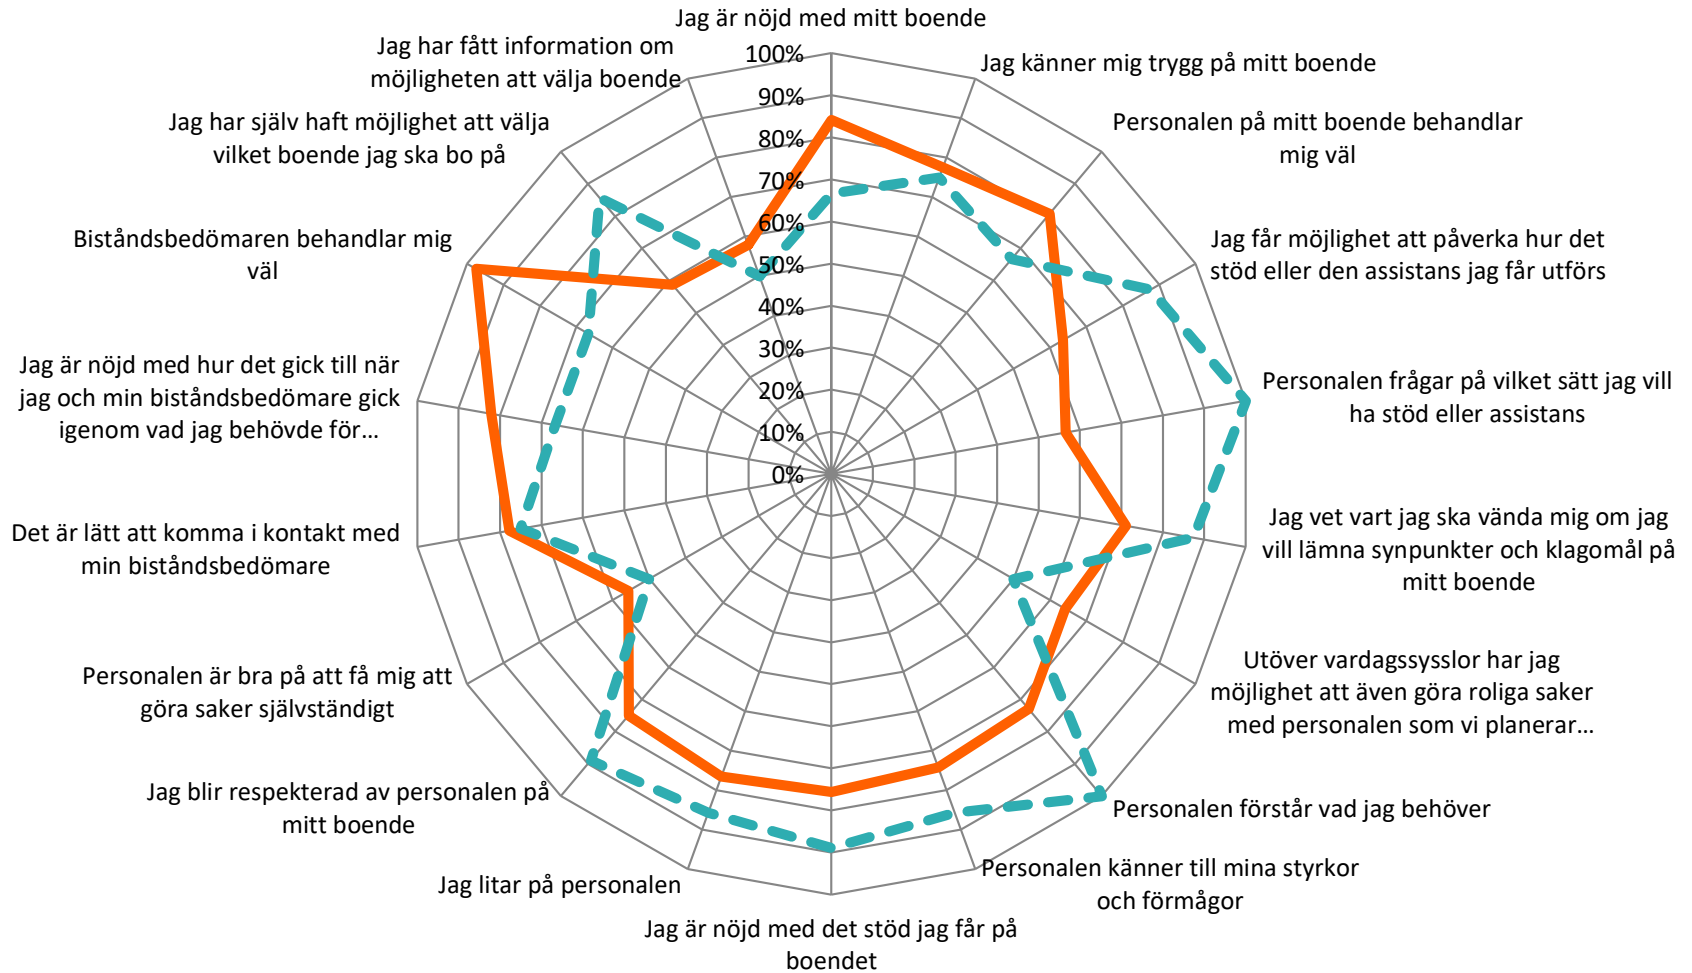 Jag är nöjd med mitt boende
Jag känner mig trygg på mitt boende
Personalen på mitt boende behandlar
mig väl
Jag får möjlighet att påverka hur det
stöd eller den assistans jag får utförs
Personalen frågar på vilket sätt jag vill
ha stöd eller assistans
Jag vet vart jag ska vända mig om jag
vill lämna synpunkter och klagomål på
mitt boende
Utöver vardagssysslor har jag
möjlighet att även göra roliga saker
med personalen som vi planerar…
Personalen förstår vad jag behöver
Personalen känner till mina styrkor
och förmågor
Jag är nöjd med det stöd jag får på
boendet
Jag litar på personalen
Jag blir respekterad av personalen på
mitt boende
Personalen är bra på att få mig att
göra saker självständigt
Det är lätt att komma i kontakt med
min biståndsbedömare
Jag är nöjd med hur det gick till när
jag och min biståndsbedömare gick
igenom vad jag behövde för…
Biståndsbedömaren behandlar mig
väl
Jag har själv haft möjlighet att välja
vilket boende jag ska bo på
Jag har fått information om
möjligheten att välja boende
100%
90%
80%
70%
60%
50%
40%
30%
20%
10%
0%